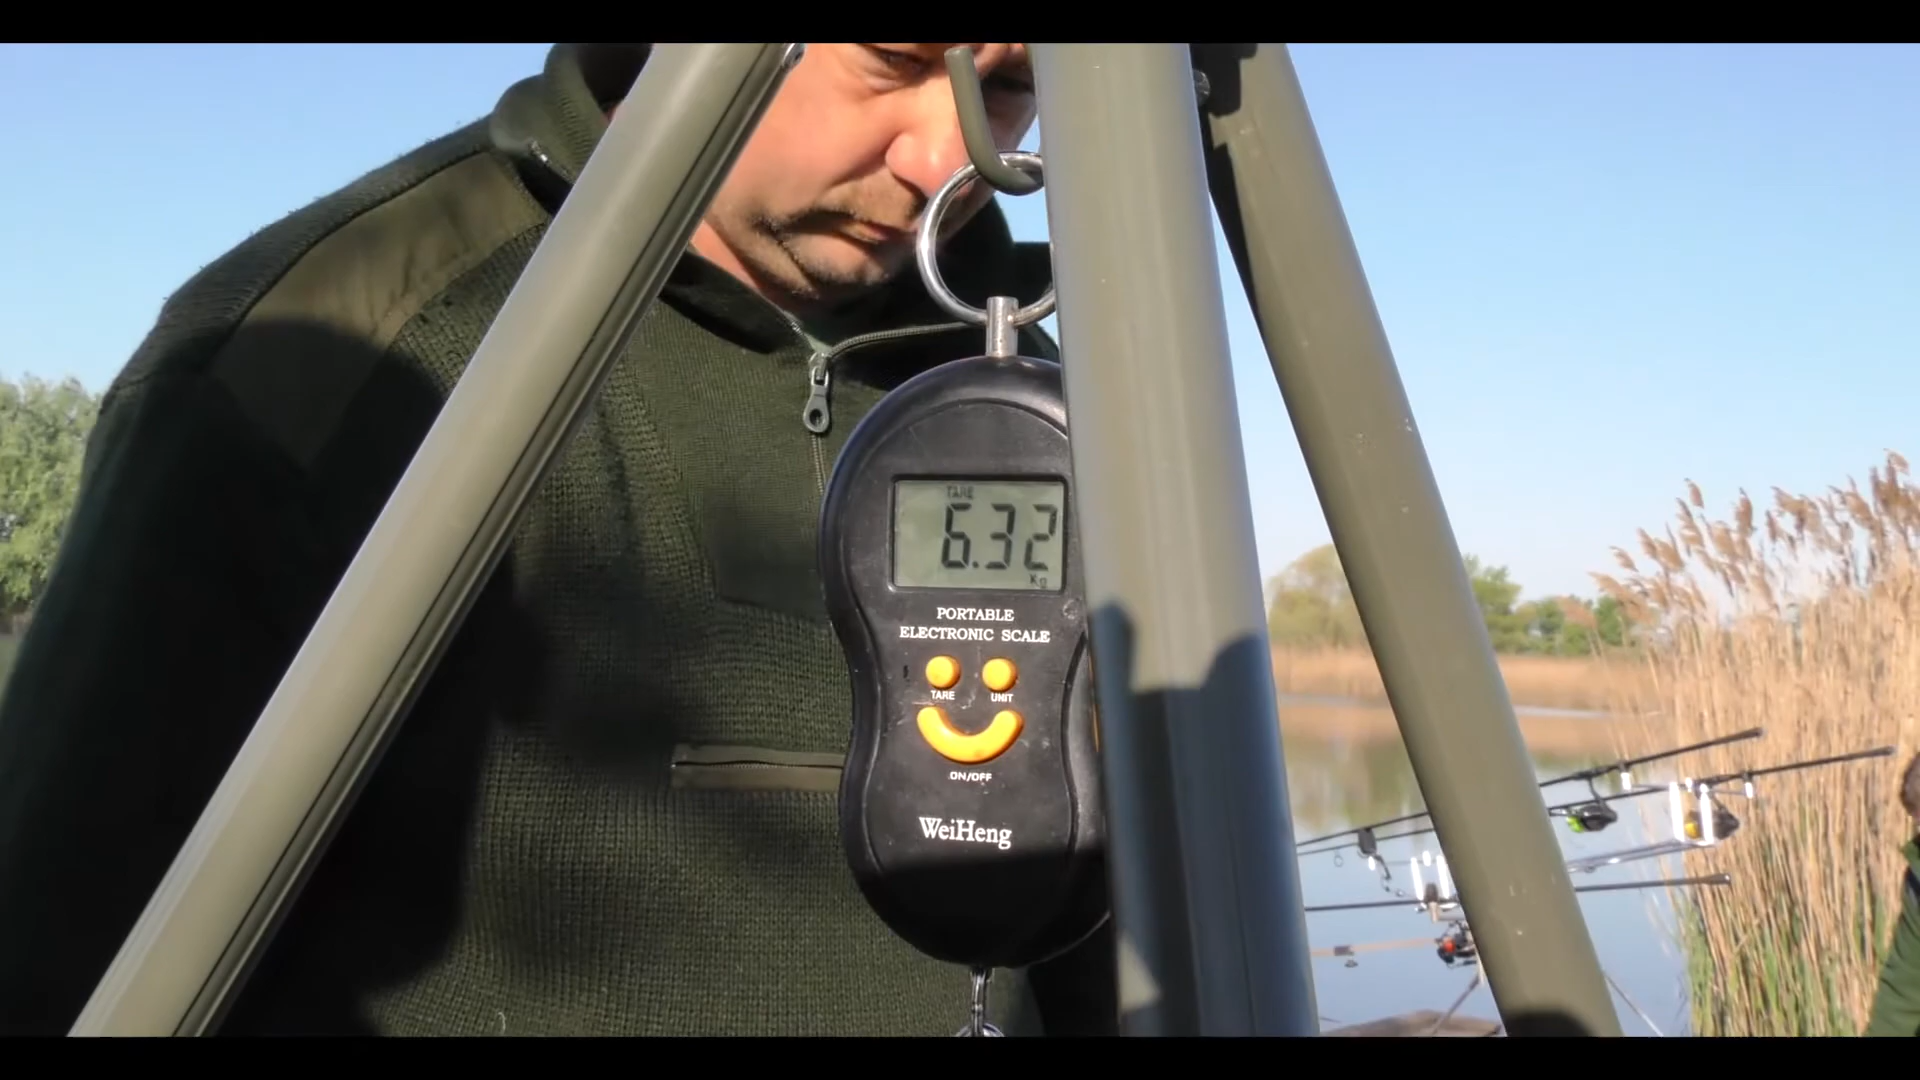 TARE
6.32
Kg
PORTABLE
ELECTRONIC SCALE
TARE UNIT
ON/OFF
WeiHeng